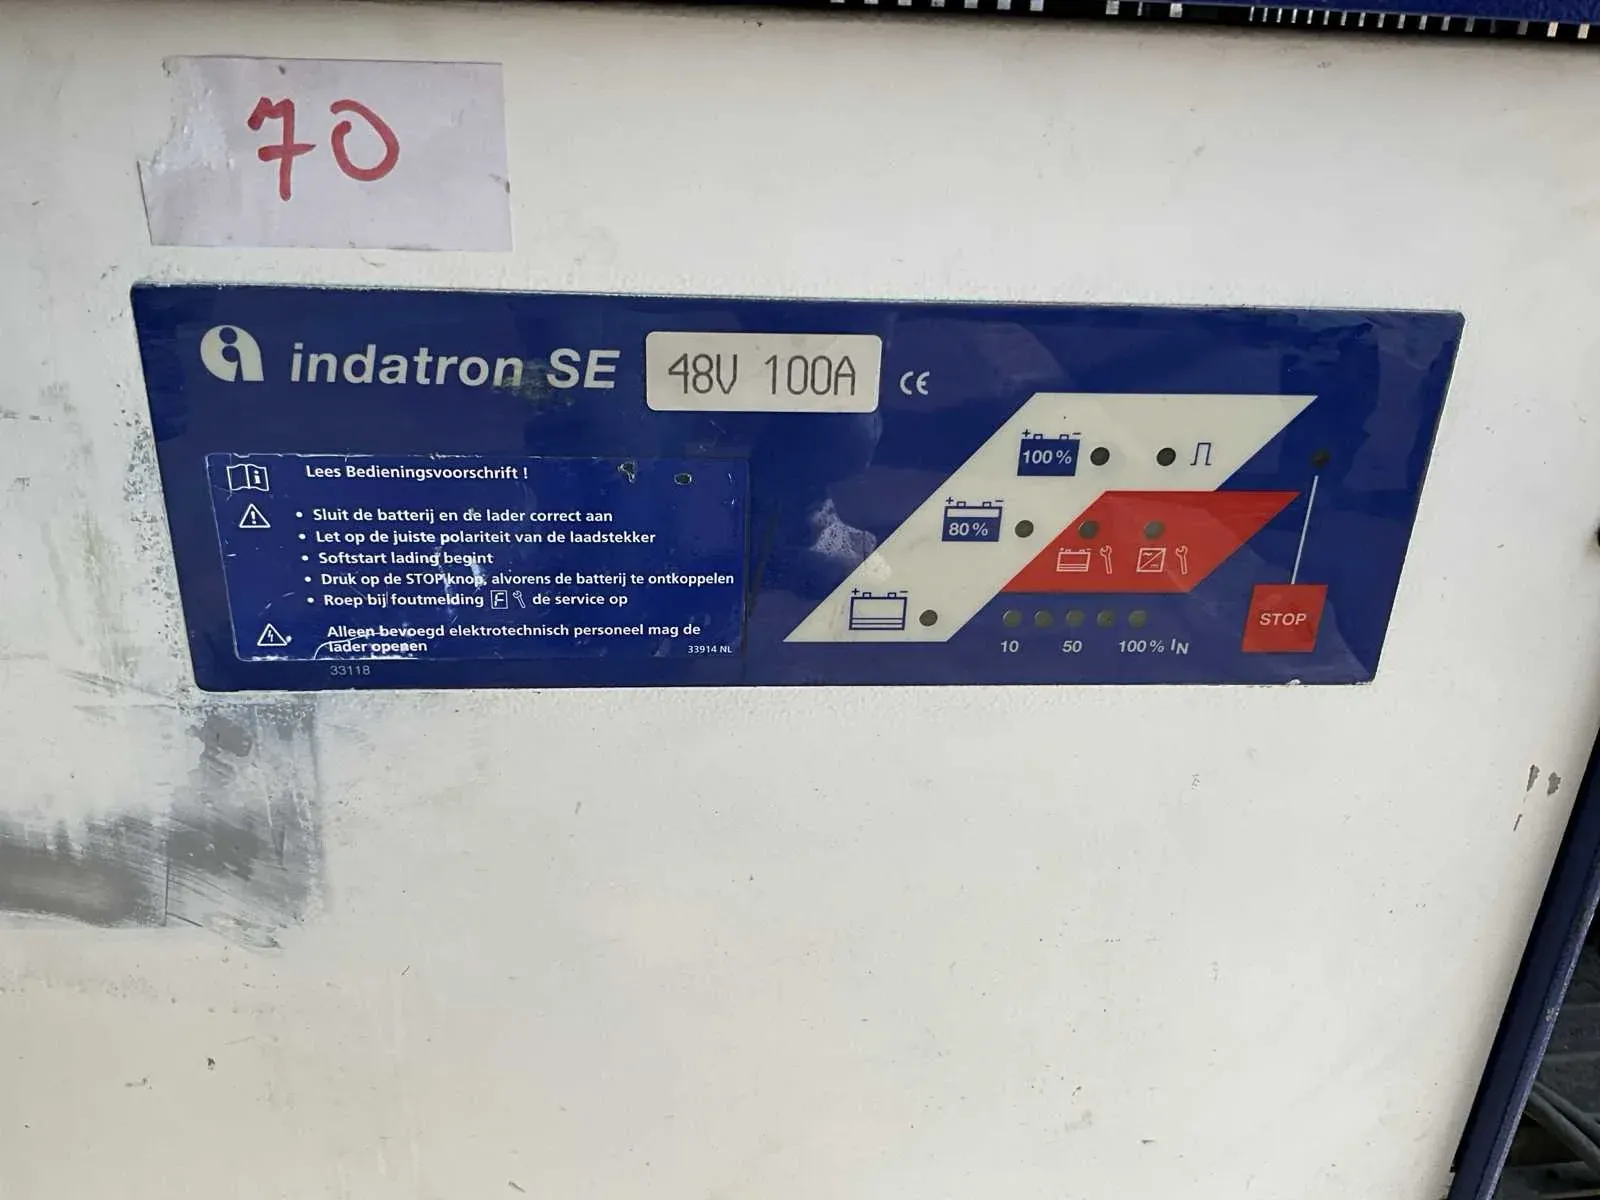 70
indatron SE 48V 100A CE
Lees Bedieningsvoorschrift !
• Sluit de batterij en de lader correct aan
• Let op de juiste polariteit van de laadstekker
• Softstart lading begint
• Druk op de STOP knop, alvorens de batterij te ontkoppelen
• Roep bij foutmelding F de service op
Alleen bevoegd elektrotechnisch personeel mag de
lader openen
33914 NL
33118
+ -
100%
+ -
80%
+ -
10 50 100% IN
STOP